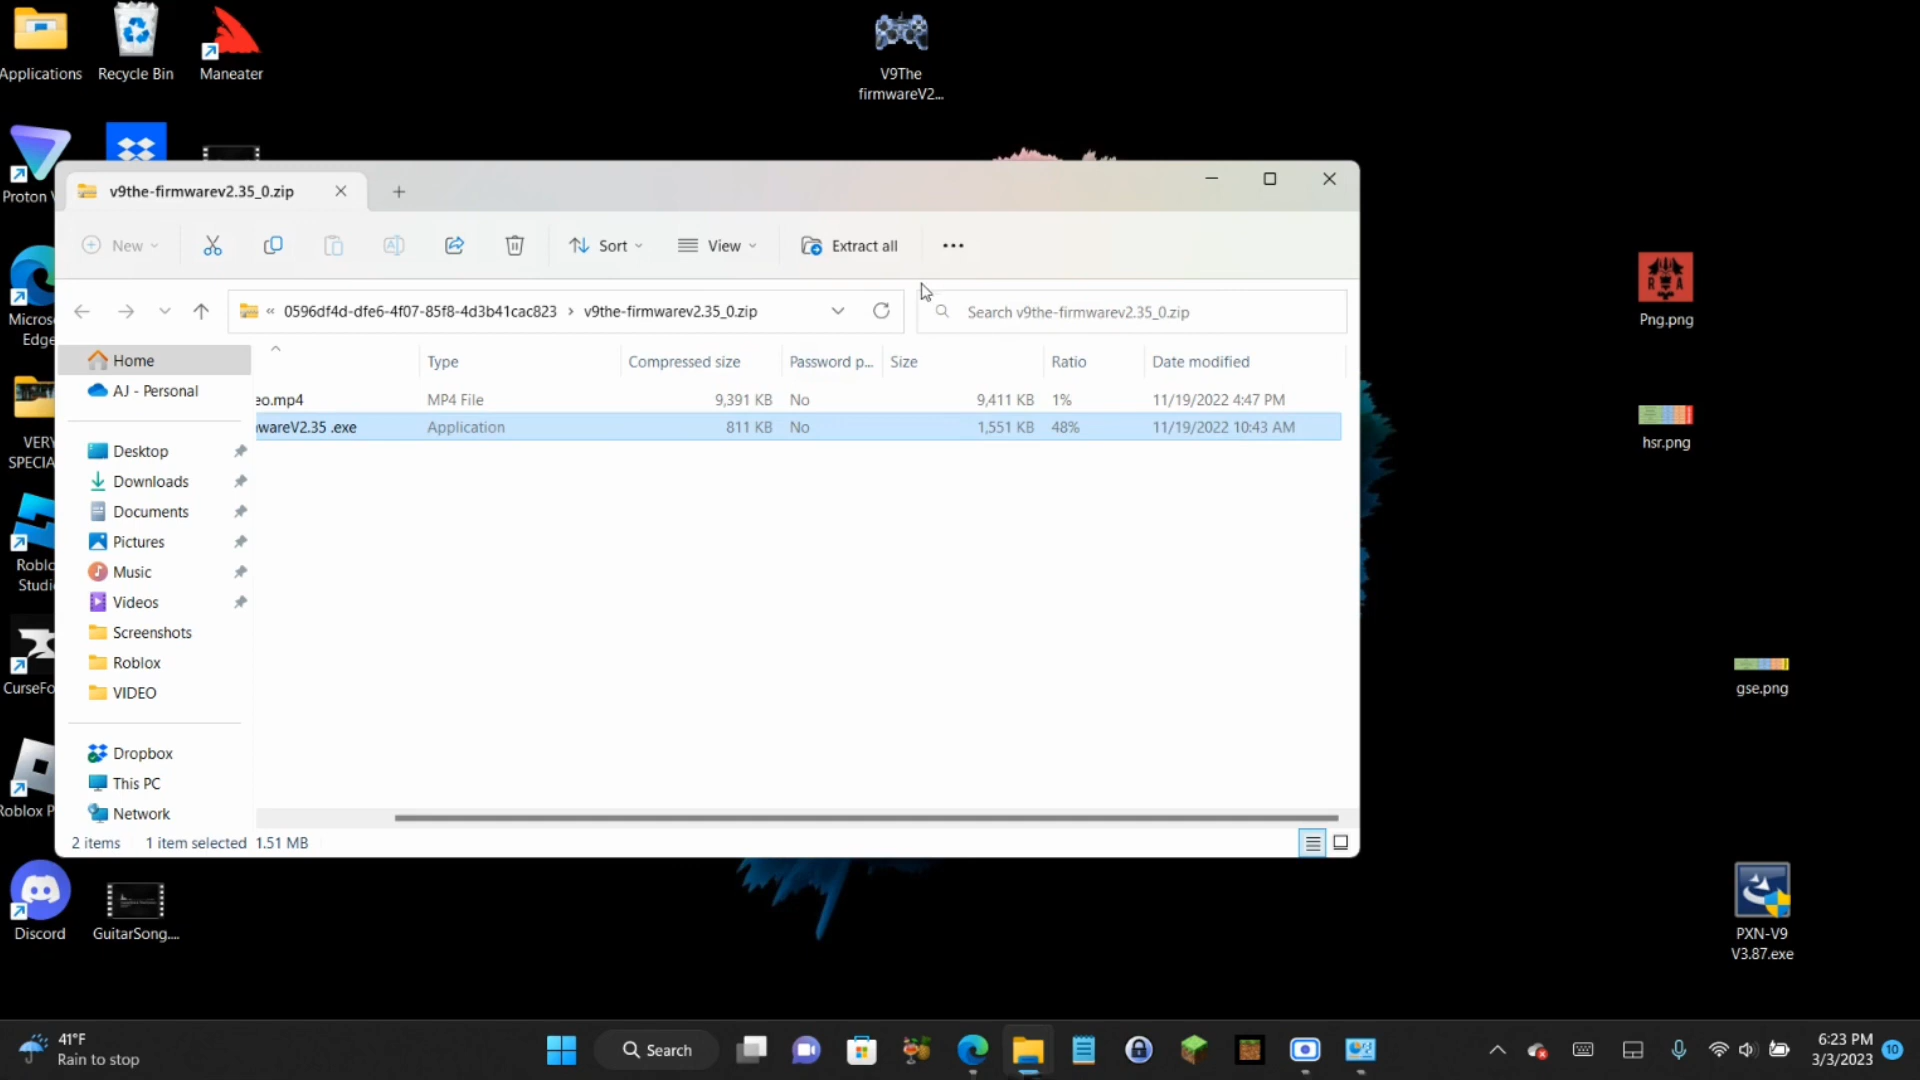 Applications
Recycle Bin
Maneater
V9The
firmwareV2...
Proton
v9the-firmwarev2.35_0.zip
New
Sort
View
Extract all
« 0596df4d-dfe6-4f07-85f8-4d3b41cac823 › v9the-firmwarev2.35_0.zip
Search v9the-firmwarev2.35_0.zip
Type
Compressed size
Password p...
Size
Ratio
Date modified
eo.mp4
MP4 File
9,391 KB
No
9,411 KB
1%
11/19/2022 4:47 PM
wareV2.35 .exe
Application
811 KB
No
1,551 KB
48%
11/19/2022 10:43 AM
Home
AJ - Personal
Desktop
Downloads
Documents
Pictures
Music
Videos
Screenshots
Roblox
VIDEO
Dropbox
This PC
Network
2 items
1 item selected 1.51 MB
Micros
Edge
VERY
SPECIA
Roblo
Studi
CurseFo
Roblox P
Discord
GuitarSong....
RA
Png.png
hsr.png
gse.png
PXN-V9
V3.87.exe
41°F
Rain to stop
Search
6:23 PM
3/3/2023
10